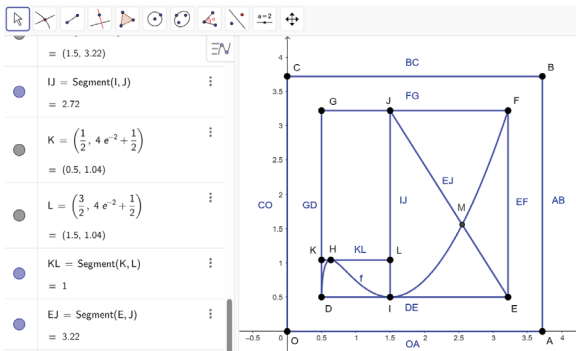 a=2
= (1.5, 3.22)
IJ = Segment(I, J)
= 2.72
K = (1/2, 4 e⁻² + 1/2)
= (0.5, 1.04)
L = (3/2, 4 e⁻² + 1/2)
= (1.5, 1.04)
KL = Segment(K, L)
= 1
EJ = Segment(E, J)
= 3.22
4
C BC B
3.5
G FG J F
3
2.5
EJ
2
CO GD IJ EF AB
M
1.5
K H KL L
1
f
0.5
D I DE E
−0.5 0 O 0.5 1 1.5 2 2.5 3 3.5 A 4
OA